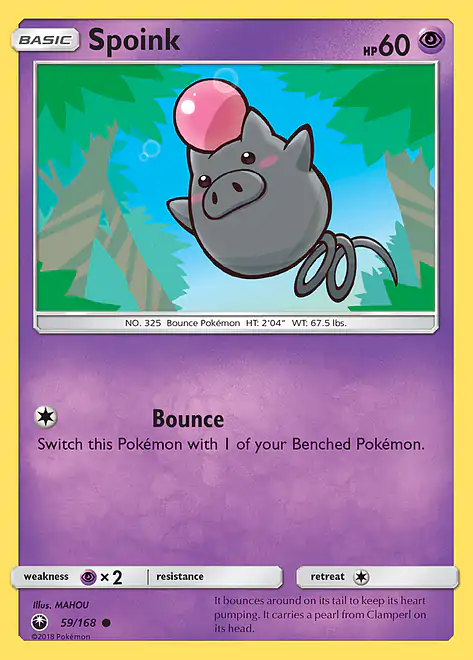 BASIC Spoink HP60
NO. 325 Bounce Pokémon HT: 2'04" WT: 67.5 lbs.
Bounce
Switch this Pokémon with 1 of your Benched Pokémon.
weakness ×2 resistance retreat
Illus. MAHOU
59/168
©2018 Pokémon
It bounces around on its tail to keep its heart
pumping. It carries a pearl from Clamperl on
its head.